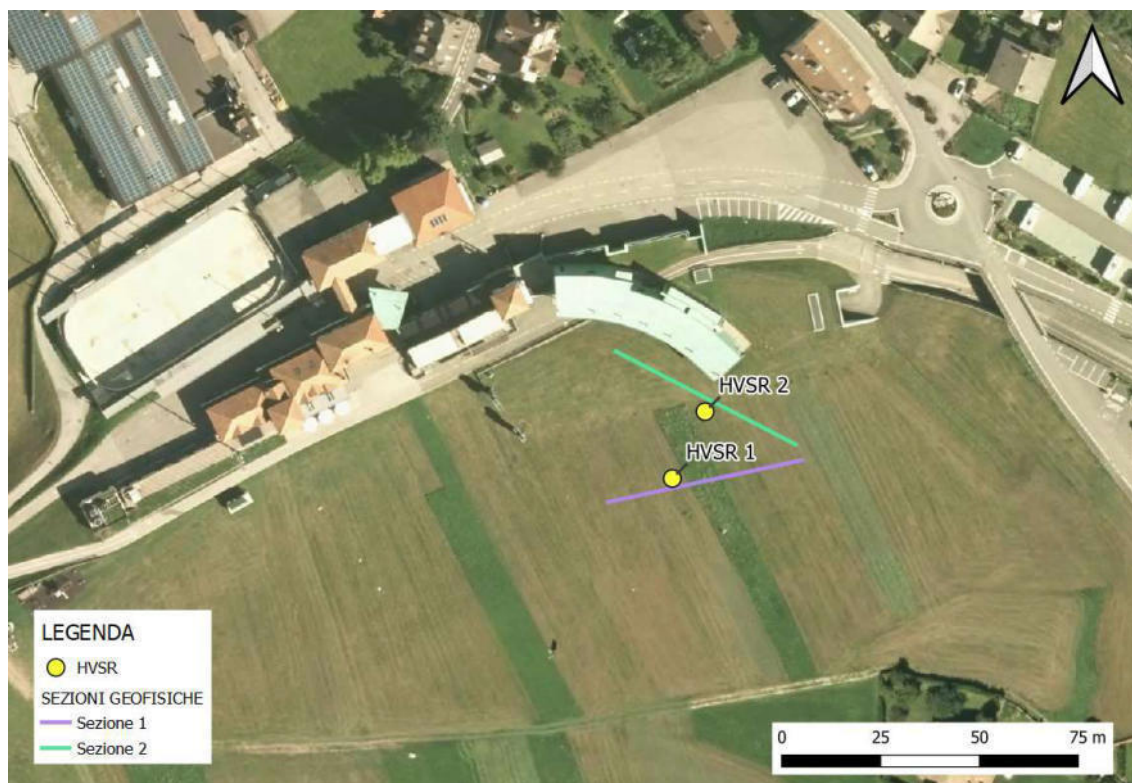 HVSR 2
HVSR 1
LEGENDA
HVSR
SEZIONI GEOFISICHE
Sezione 1
Sezione 2
0 25 50 75 m